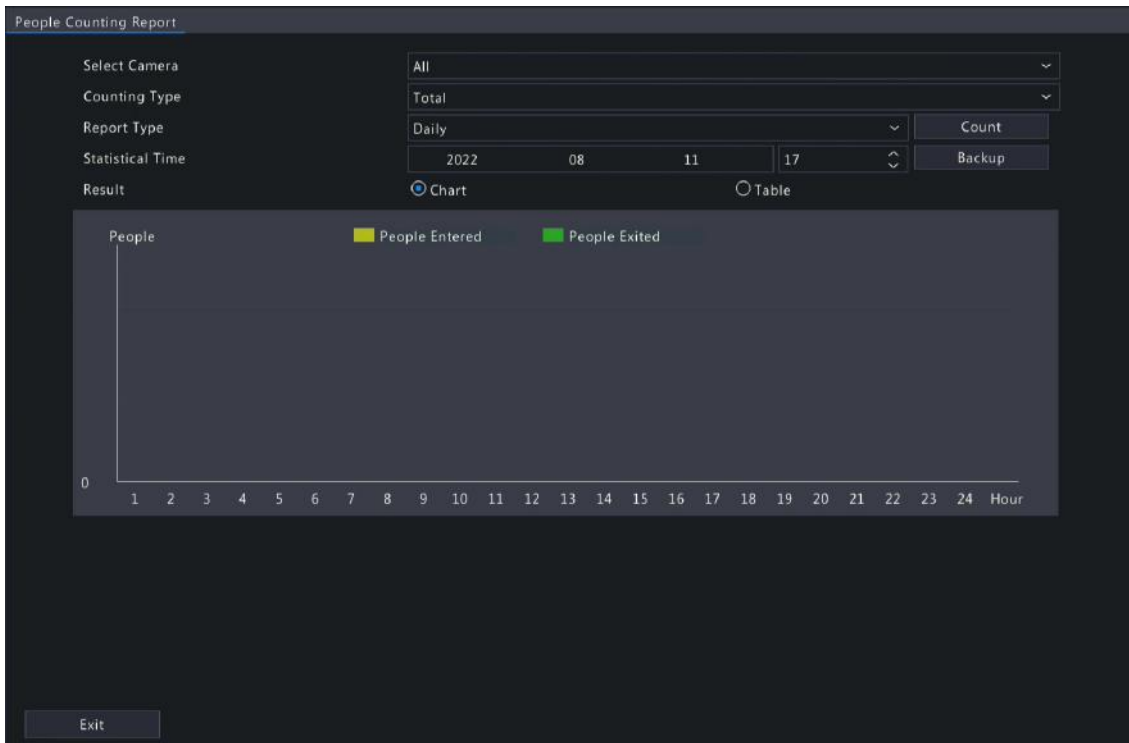 People Counting Report
Select Camera All
Counting Type Total
Report Type Daily Count
Statistical Time 2022 08 11 17 Backup
Result Chart Table
People People Entered People Exited
0
1 2 3 4 5 6 7 8 9 10 11 12 13 14 15 16 17 18 19 20 21 22 23 24 Hour
Exit